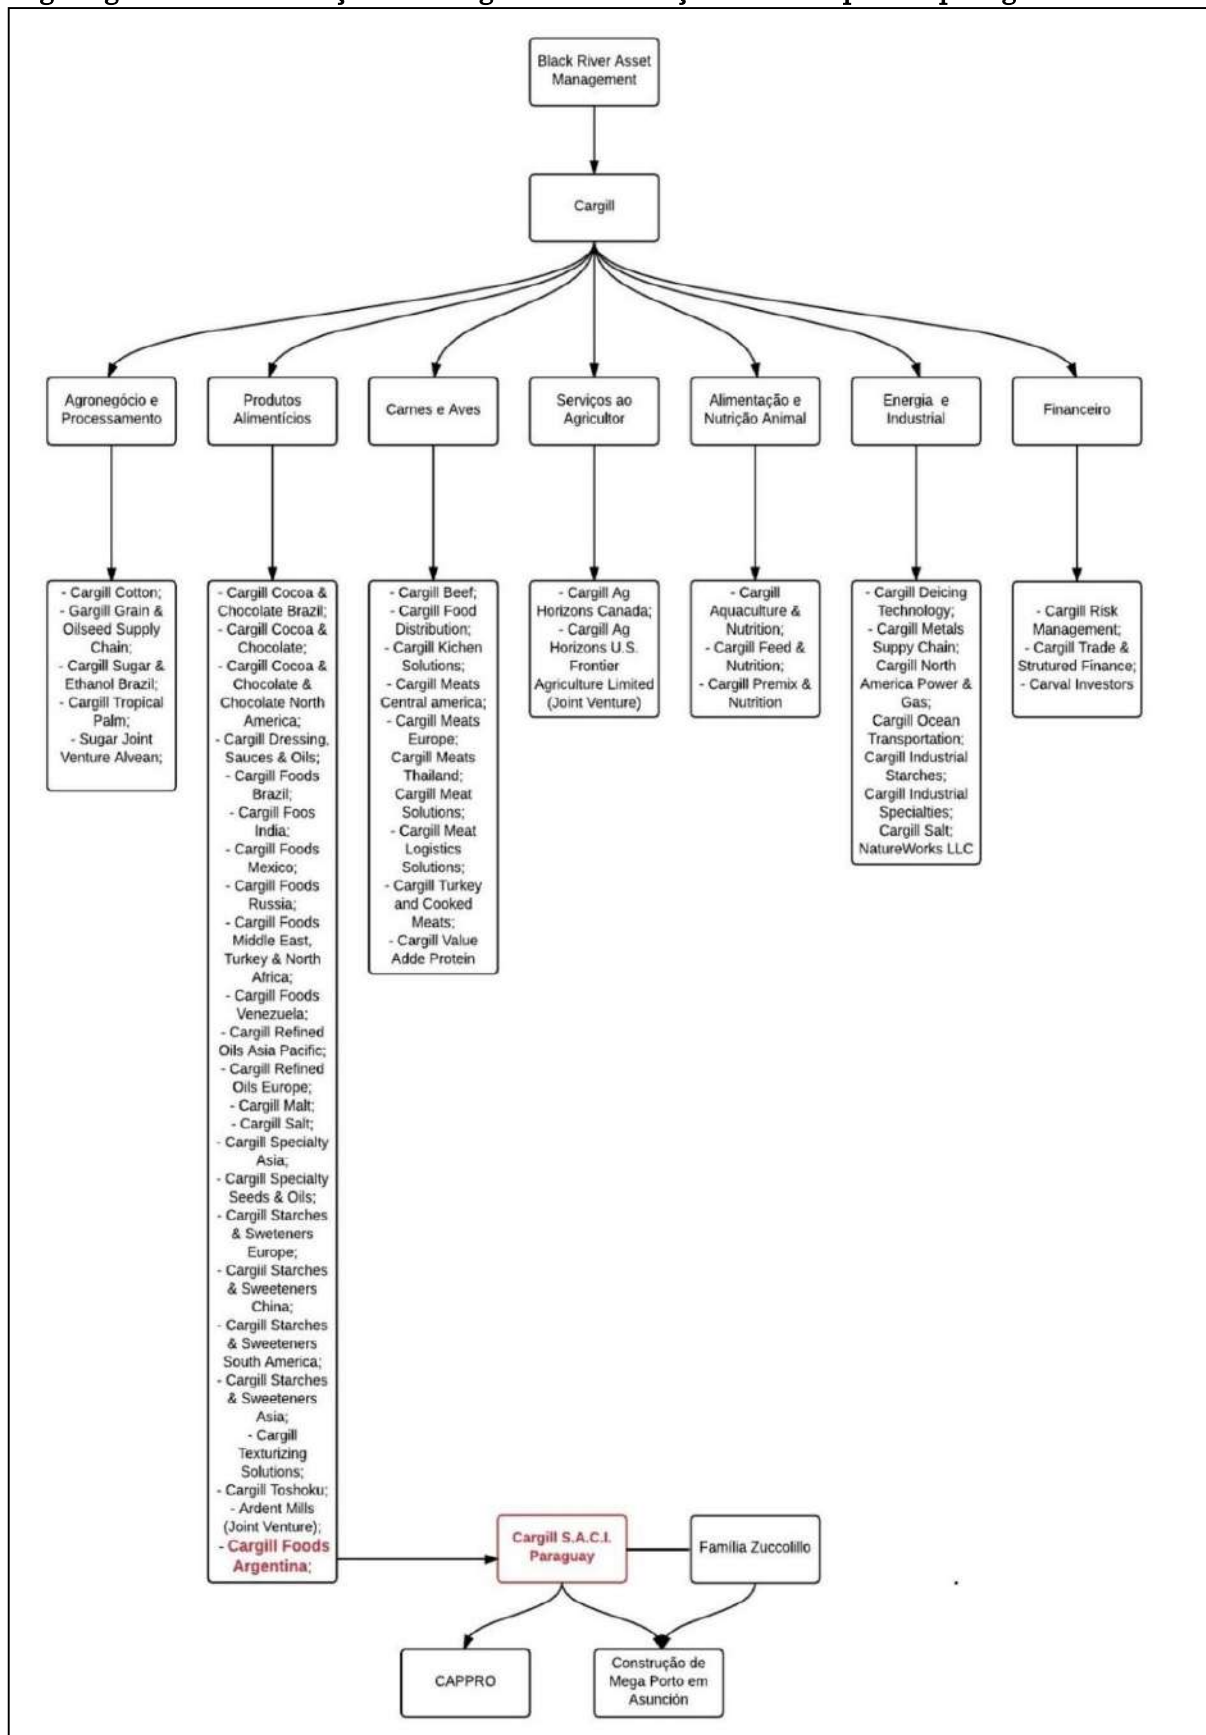 Black River Asset
Management
Cargill
Agronegócio e
Processamento
Produtos
Alimentícios
Carnes e Aves
Serviços ao
Agricultor
Alimentação e
Nutrição Animal
Energia e
Industrial
Financeiro
- Cargill Cotton;
- Gargill Grain &
Oilseed Supply
Chain;
- Cargill Sugar &
Ethanol Brazil;
- Cargill Tropical
Palm;
- Sugar Joint
Venture Alvean;
- Cargill Cocoa &
Chocolate Brazil;
- Cargill Cocoa &
Chocolate;
- Cargill Cocoa &
Chocolate &
Chocolate North
America;
- Cargill Dressing,
Sauces & Oils;
- Cargill Foods
Brazil;
- Cargill Foos
India;
- Cargill Foods
Mexico;
- Cargill Foods
Russia;
- Cargill Foods
Middle East,
Turkey & North
Africa;
- Cargill Foods
Venezuela;
- Cargill Refined
Oils Asia Pacific;
- Cargill Refined
Oils Europe;
- Cargill Malt;
- Cargill Salt;
- Cargill Specialty
Asia;
- Cargill Specialty
Seeds & Oils;
- Cargill Starches
& Sweteners
Europe;
- Cargiil Starches
& Sweeteners
China;
- Cargill Starches
& Sweeteners
South America;
- Cargill Starches
& Sweeteners
Asia;
- Cargill
Texturizing
Solutions;
- Cargill Toshoku;
- Ardent Mills
(Joint Venture);
- Cargill Foods
Argentina;
- Cargill Beef;
- Cargill Food
Distribution;
- Cargill Kichen
Solutions;
- Cargill Meats
Central america;
- Cargill Meats
Europe;
Cargill Meats
Thailand;
Cargill Meat
Solutions;
- Cargill Meat
Logistics
Solutions;
- Cargill Turkey
and Cooked
Meats;
- Cargill Value
Adde Protein
- Cargill Ag
Horizons Canada;
- Cargill Ag
Horizons U.S.
Frontier
Agriculture Limited
(Joint Venture)
- Cargill
Aquaculture &
Nutrition;
- Cargill Feed &
Nutrition;
- Cargill Premix &
Nutrition
- Cargill Deicing
Technology;
- Cargill Metals
Suppy Chain;
Cargill North
America Power &
Gas;
Cargill Ocean
Transportation;
Cargill Industrial
Starches;
Cargill Industrial
Specialties;
Cargill Salt;
NatureWorks LLC
- Cargill Risk
Management;
- Cargill Trade &
Strutured Finance;
- Carval Investors
Cargill S.A.C.I.
Paraguay
Família Zuccolillo
CAPPRO
Construção de
Mega Porto em
Asunción